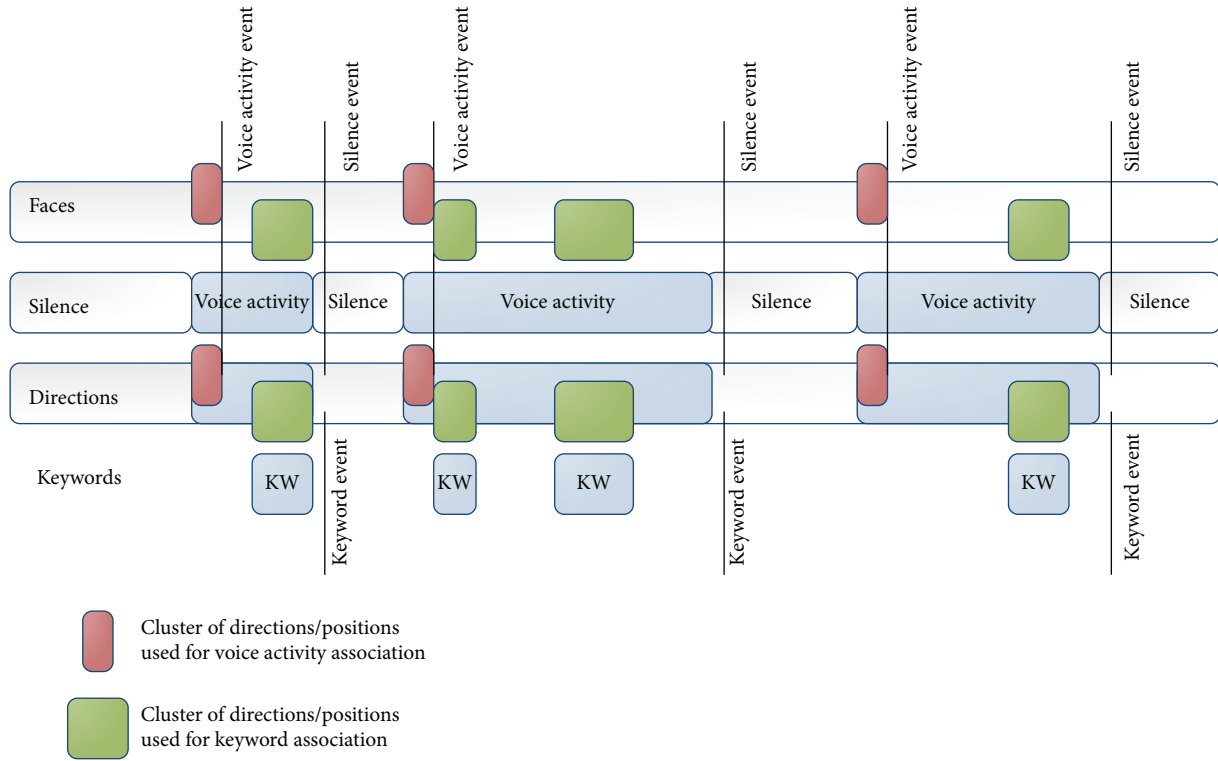 Voice activity event
Silence event
Voice activity event
Silence event
Voice activity event
Silence event
Faces
Silence
Voice activity
Silence
Voice activity
Silence
Voice activity
Silence
Directions
Keywords
KW
KW
KW
KW
Keyword event
Keyword event
Keyword event
Cluster of directions/positions
used for voice activity association
Cluster of directions/positions
used for keyword association